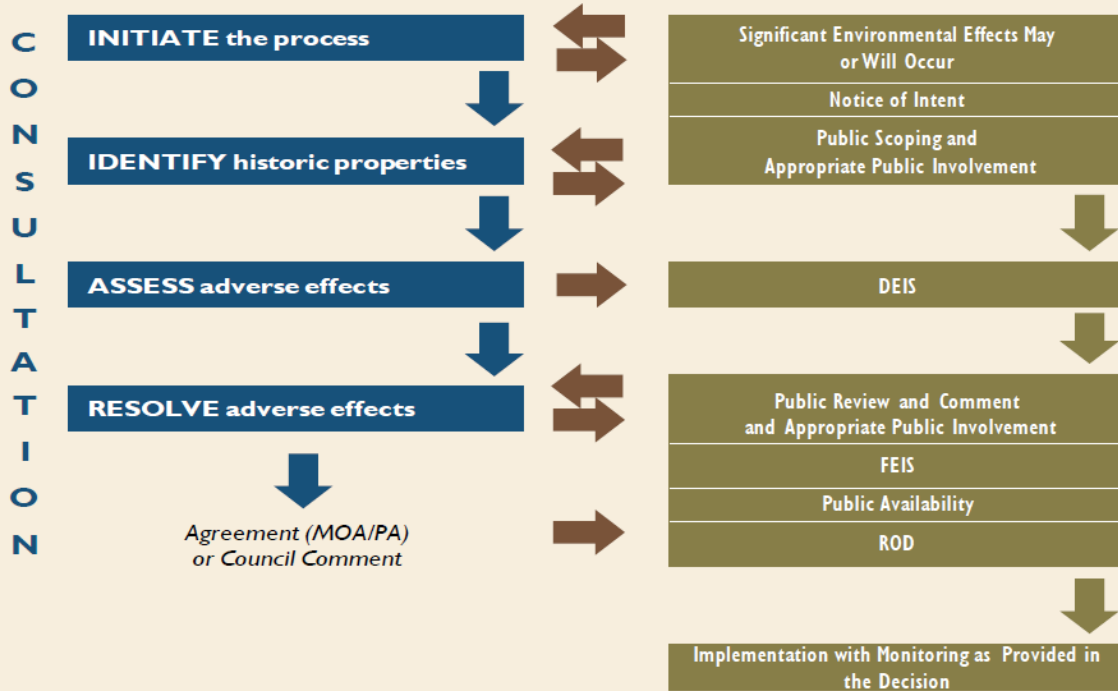 CONSULTATION
INITIATE the process
IDENTIFY historic properties
ASSESS adverse effects
RESOLVE adverse effects
Agreement (MOA/PA)
or Council Comment
Significant Environmental Effects May
or Will Occur
Notice of Intent
Public Scoping and
Appropriate Public Involvement
DEIS
Public Review and Comment
and Appropriate Public Involvement
FEIS
Public Availability
ROD
Implementation with Monitoring as Provided in
the Decision